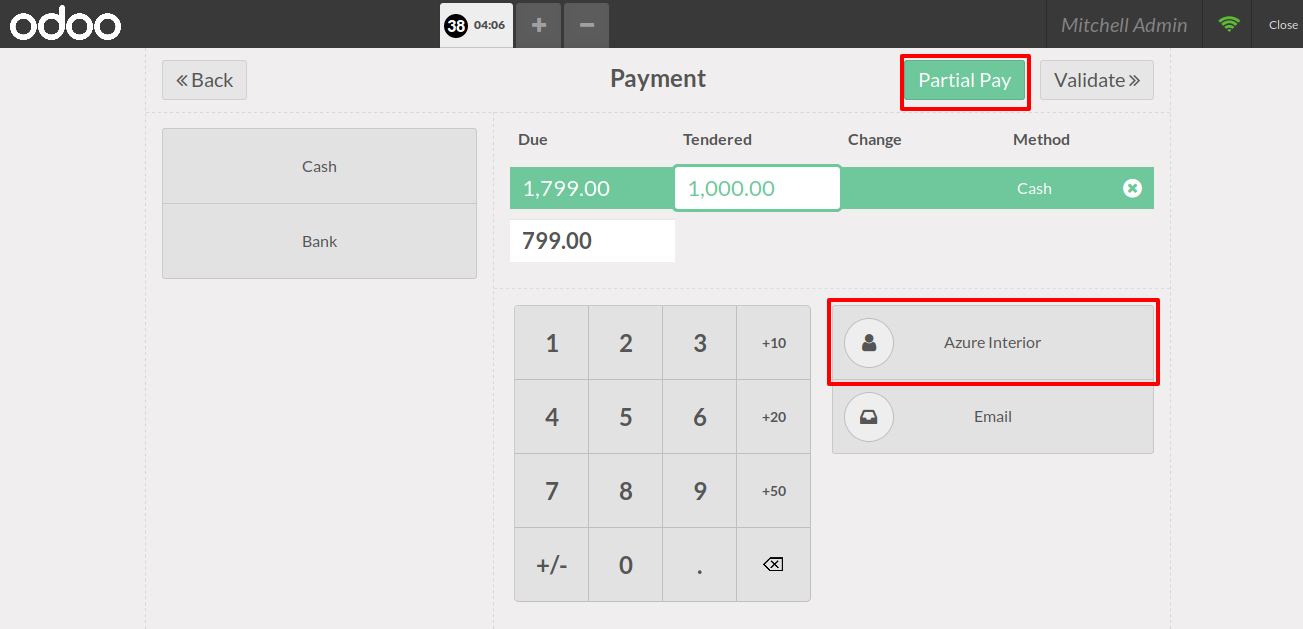 odoo
38 04:06 + −
Mitchell Admin Close
« Back Payment Partial Pay Validate »
Cash
Bank
Due Tendered Change Method
1,799.00 1,000.00 Cash
799.00
1 2 3 +10
4 5 6 +20
7 8 9 +50
+/- 0 .
Azure Interior
Email